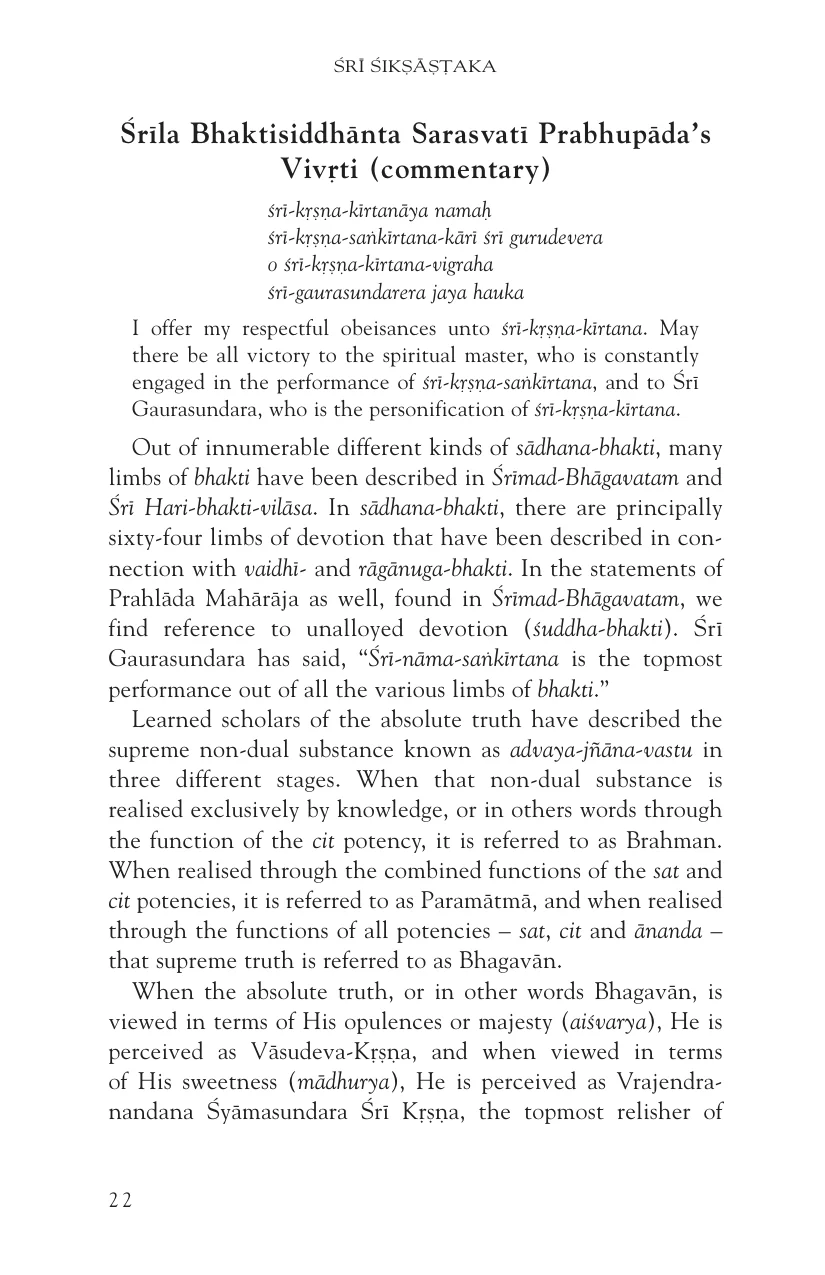 ŚRĪ ŚIKṢĀṢṬAKA
Śrīla Bhaktisiddhānta Sarasvatī Prabhupāda’s
Vivṛti (commentary)
śrī-kṛṣṇa-kīrtanāya namaḥ
śrī-kṛṣṇa-saṅkīrtana-kārī śrī gurudevera
o śrī-kṛṣṇa-kīrtana-vigraha
śrī-gaurasundarera jaya hauka
I offer my respectful obeisances unto śrī-kṛṣṇa-kīrtana. May
there be all victory to the spiritual master, who is constantly
engaged in the performance of śrī-kṛṣṇa-saṅkīrtana, and to Śrī
Gaurasundara, who is the personification of śrī-kṛṣṇa-kīrtana.
Out of innumerable different kinds of sādhana-bhakti, many
limbs of bhakti have been described in Śrīmad-Bhāgavatam and
Śrī Hari-bhakti-vilāsa. In sādhana-bhakti, there are principally
sixty-four limbs of devotion that have been described in con-
nection with vaidhī- and rāgānuga-bhakti. In the statements of
Prahlāda Mahārāja as well, found in Śrīmad-Bhāgavatam, we
find reference to unalloyed devotion (śuddha-bhakti). Śrī
Gaurasundara has said, “Śrī-nāma-saṅkīrtana is the topmost
performance out of all the various limbs of bhakti.”
Learned scholars of the absolute truth have described the
supreme non-dual substance known as advaya-jñāna-vastu in
three different stages. When that non-dual substance is
realised exclusively by knowledge, or in others words through
the function of the cit potency, it is referred to as Brahman.
When realised through the combined functions of the sat and
cit potencies, it is referred to as Paramātmā, and when realised
through the functions of all potencies – sat, cit and ānanda –
that supreme truth is referred to as Bhagavān.
When the absolute truth, or in other words Bhagavān, is
viewed in terms of His opulences or majesty (aiśvarya), He is
perceived as Vāsudeva-Kṛṣṇa, and when viewed in terms
of His sweetness (mādhurya), He is perceived as Vrajendra-
nandana Śyāmasundara Śrī Kṛṣṇa, the topmost relisher of
22